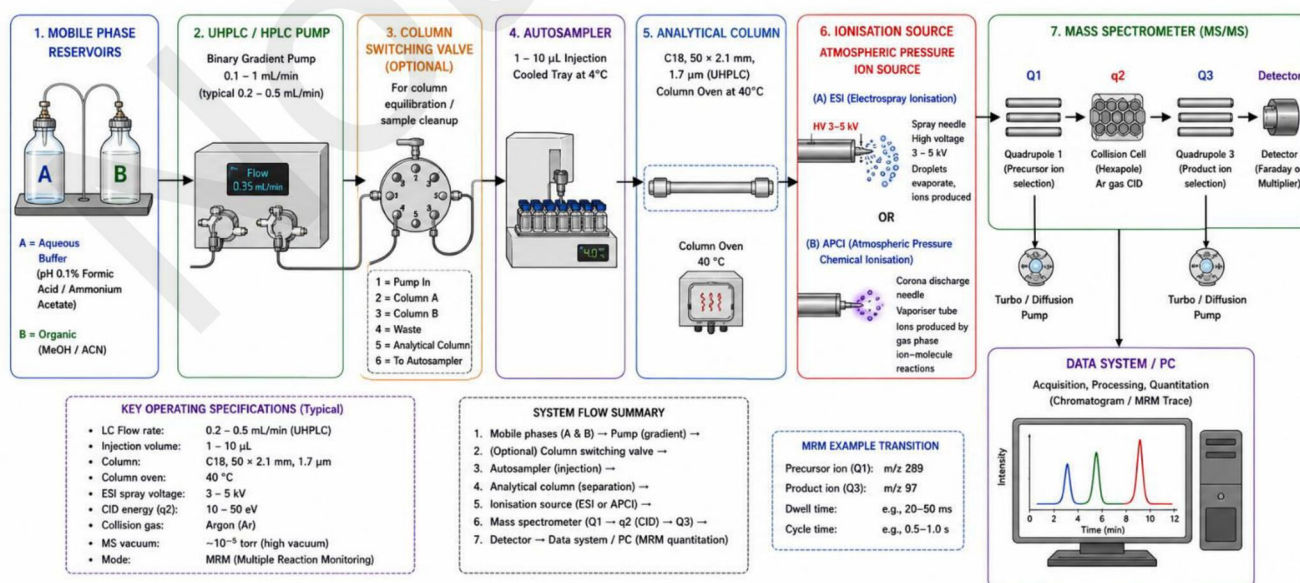 1. MOBILE PHASE
RESERVOIRS
A
B
A = Aqueous
Buffer
(pH 0.1% Formic
Acid / Ammonium
Acetate)
B = Organic
(MeOH / ACN)
2. UHPLC / HPLC PUMP
Binary Gradient Pump
0.1 – 1 mL/min
(typical 0.2 – 0.5 mL/min)
Flow
0.35 mL/min
3. COLUMN
SWITCHING VALVE
(OPTIONAL)
For column
equilibration /
sample cleanup
1 = Pump In
2 = Column A
3 = Column B
4 = Waste
5 = Analytical Column
6 = To Autosampler
4. AUTOSAMPLER
1 – 10 µL Injection
Cooled Tray at 4°C
5. ANALYTICAL COLUMN
C18, 50 × 2.1 mm,
1.7 µm (UHPLC)
Column Oven at 40°C
Column Oven
40 °C
6. IONISATION SOURCE
ATMOSPHERIC PRESSURE
ION SOURCE
(A) ESI (Electrospray Ionisation)
HV 3–5 kV
Spray needle
High voltage
3 – 5 kV
Droplets
evaporate,
ions produced
OR
(B) APCI (Atmospheric Pressure
Chemical Ionisation)
Corona discharge
needle
Vaporiser tube
Ions produced by
gas phase
ion–molecule
reactions
7. MASS SPECTROMETER (MS/MS)
Q1
q2
Q3
Detector
Quadrupole 1
(Precursor ion
selection)
Collision Cell
(Hexapole)
Ar gas CID
Quadrupole 3
(Product ion
selection)
Detector
(Faraday o
Multiplier)
Turbo / Diffusion
Pump
Turbo / Diffusion
Pump
DATA SYSTEM / PC
Acquisition, Processing, Quantitation
(Chromatogram / MRM Trace)
Intensity
0 2 4 6 8 10 12
Time (min)
KEY OPERATING SPECIFICATIONS (Typical)
• LC Flow rate: 0.2 – 0.5 mL/min (UHPLC)
• Injection volume: 1 – 10 µL
• Column: C18, 50 × 2.1 mm, 1.7 µm
• Column oven: 40 °C
• ESI spray voltage: 3 – 5 kV
• CID energy (q2): 10 – 50 eV
• Collision gas: Argon (Ar)
• MS vacuum: ~10⁻⁵ torr (high vacuum)
• Mode: MRM (Multiple Reaction Monitoring)
SYSTEM FLOW SUMMARY
1. Mobile phases (A & B) → Pump (gradient) →
2. (Optional) Column switching valve →
3. Autosampler (injection) →
4. Analytical column (separation) →
5. Ionisation source (ESI or APCI) →
6. Mass spectrometer (Q1 → q2 (CID) → Q3) →
7. Detector → Data system / PC (MRM quantitation)
MRM EXAMPLE TRANSITION
Precursor ion (Q1): m/z 289
Product ion (Q3): m/z 97
Dwell time: e.g., 20–50 ms
Cycle time: e.g., 0.5–1.0 s